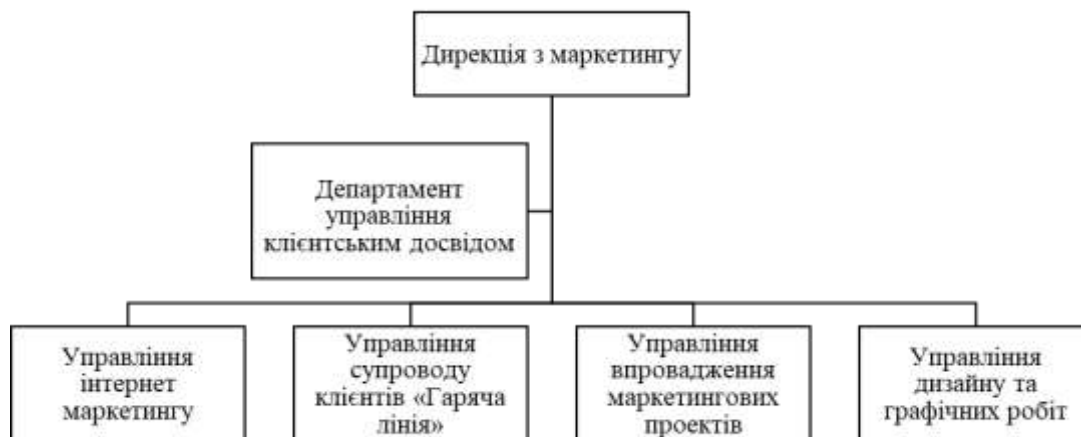 Дирекція з маркетингу
Департамент
управління
клієнтським досвідом
Управління
інтернет
маркетингу
Управління
супроводу
клієнтів «Гаряча
лінія»
Управління
впровадження
маркетингових
проектів
Управління
дизайну та
графічних робіт